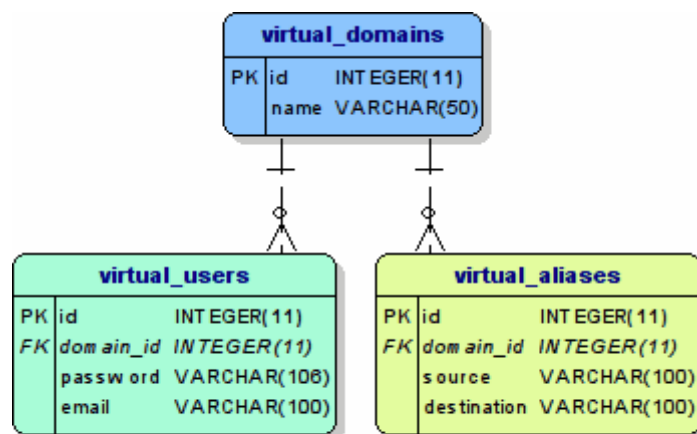 virtual_domains
PK id INTEGER(11)
name VARCHAR(50)
virtual_users
PK id INTEGER(11)
FK domain_id INTEGER(11)
password VARCHAR(106)
email VARCHAR(100)
virtual_aliases
PK id INTEGER(11)
FK domain_id INTEGER(11)
source VARCHAR(100)
destination VARCHAR(100)